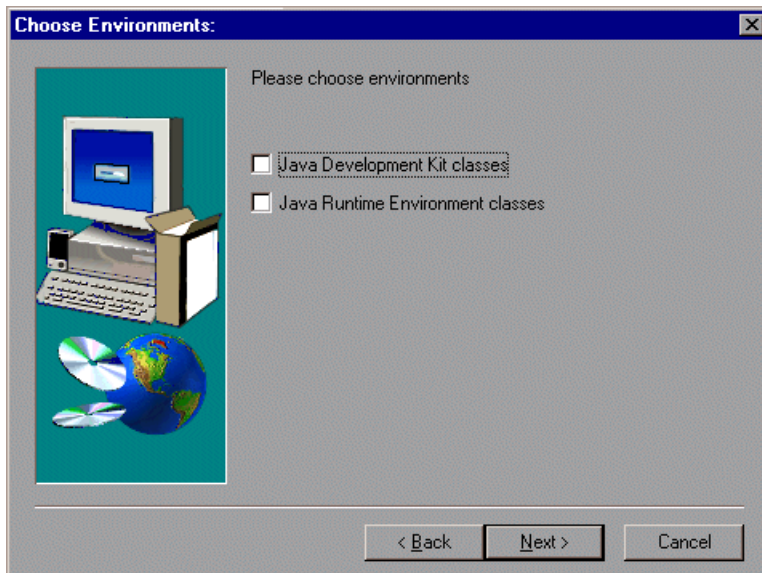 Choose Environments:
Please choose environments
Java Development Kit classes
Java Runtime Environment classes
< Back
Next >
Cancel